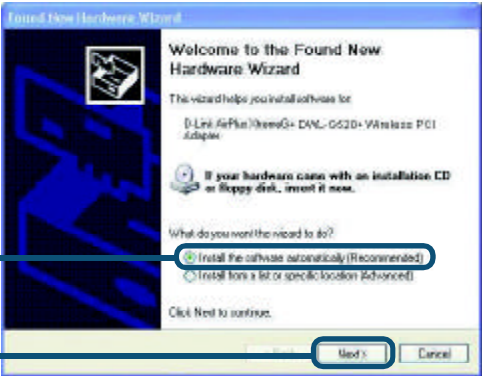 Found New Hardware Wizard
Welcome to the Found New
Hardware Wizard
This wizard helps you install software for:
D-Link AirPlus XtremeG+ DWL-G520+ Wireless PCI
Adapter
If your hardware came with an installation CD
or floppy disk, insert it now.
What do you want the wizard to do?
Install the software automatically (Recommended)
Install from a list or specific location (Advanced)
Click Next to continue.
< Back
Next >
Cancel